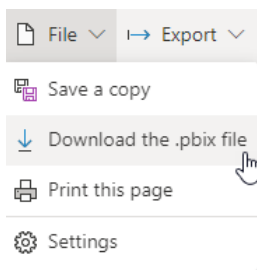 File Export
Save a copy
Download the .pbix file
Print this page
Settings